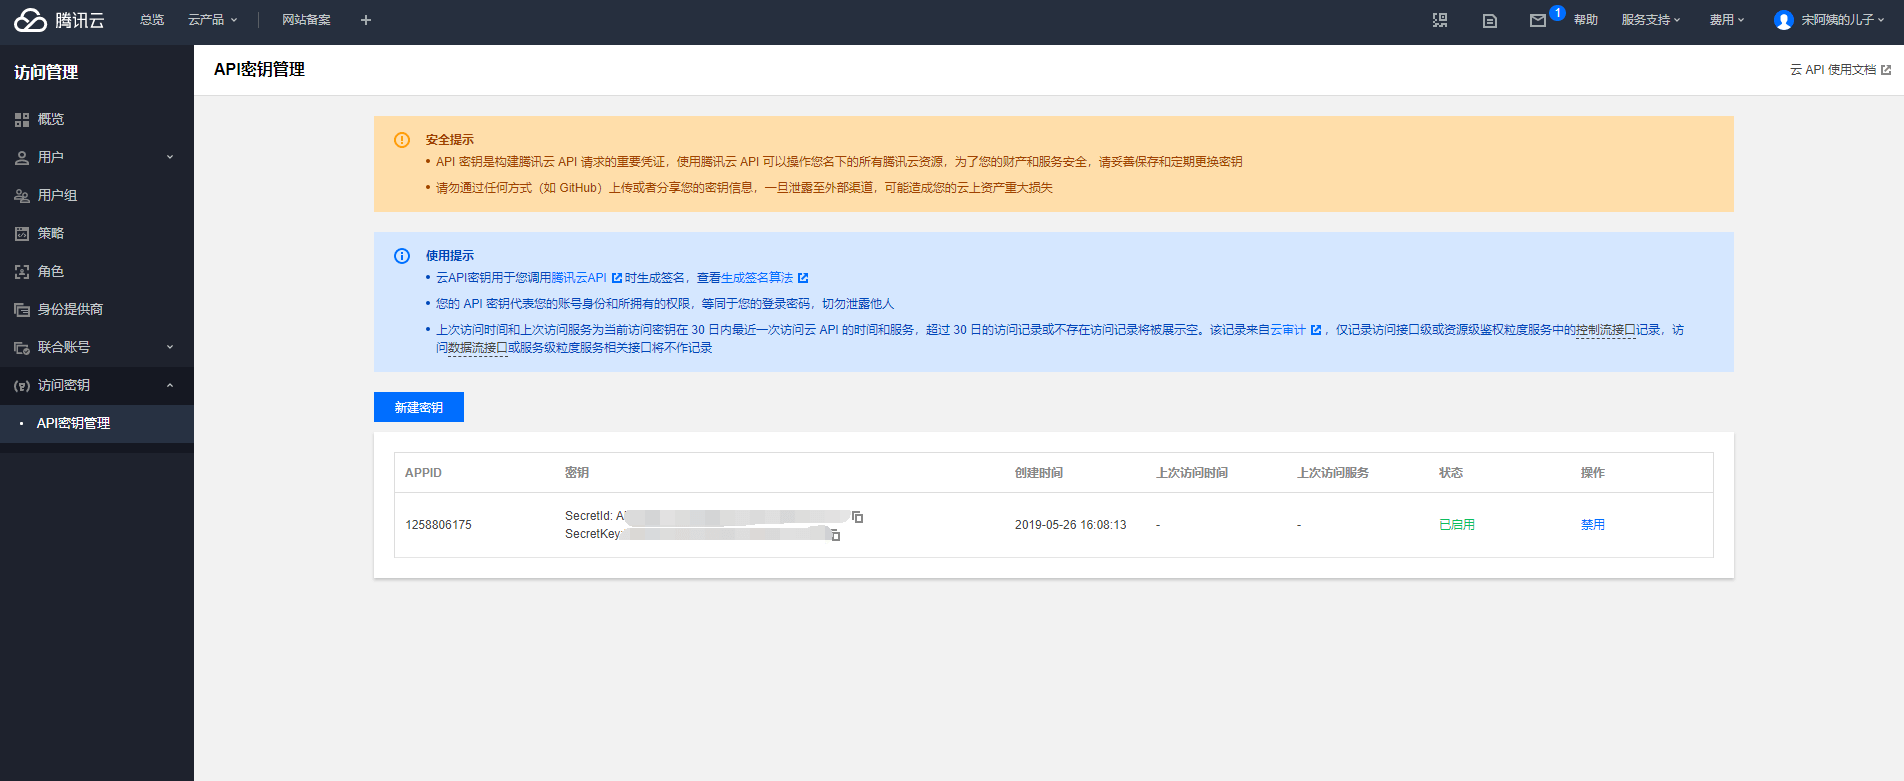 腾讯云 总览 云产品 网站备案 + 1 帮助 服务支持 费用 宋阿姨的儿子
访问管理
概览
用户
用户组
策略
角色
身份提供商
联合账号
访问密钥
• API密钥管理
API密钥管理 云 API 使用文档
安全提示
• API 密钥是构建腾讯云 API 请求的重要凭证，使用腾讯云 API 可以操作您名下的所有腾讯云资源，为了您的财产和服务安全，请妥善保存和定期更换密钥
• 请勿通过任何方式（如 GitHub）上传或者分享您的密钥信息，一旦泄露至外部渠道，可能造成您的云上资产重大损失
使用提示
• 云API密钥用于您调用腾讯云API 时生成签名，查看生成签名算法
• 您的 API 密钥代表您的账号身份和所拥有的权限，等同于您的登录密码，切勿泄露他人
• 上次访问时间和上次访问服务为当前访问密钥在 30 日内最近一次访问云 API 的时间和服务，超过 30 日的访问记录或不存在访问记录将被展示空。该记录来自云审计 ，仅记录访问接口级或资源级鉴权粒度服务中的控制流接口记录，访
问数据流接口或服务级粒度服务相关接口将不作记录
新建密钥
APPID 密钥 创建时间 上次访问时间 上次访问服务 状态 操作
1258806175 SecretId: A 2019-05-26 16:08:13 - - 已启用 禁用
SecretKey